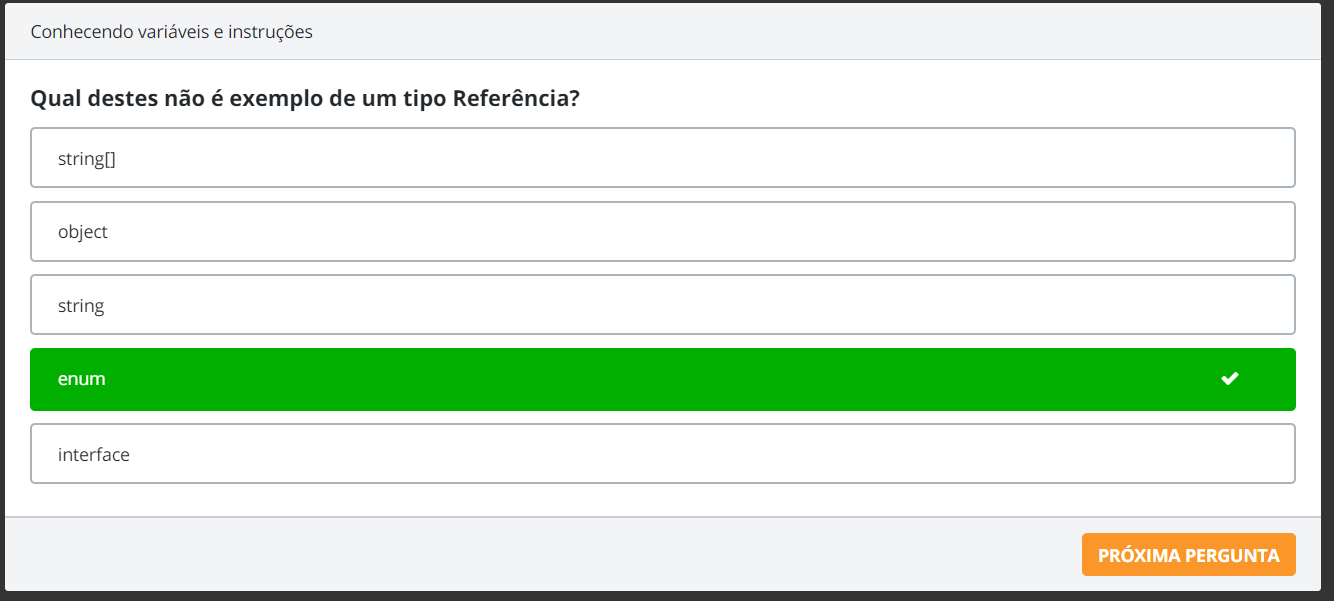 Conhecendo variáveis e instruções
Qual destes não é exemplo de um tipo Referência?
string[]
object
string
enum
interface
PRÓXIMA PERGUNTA